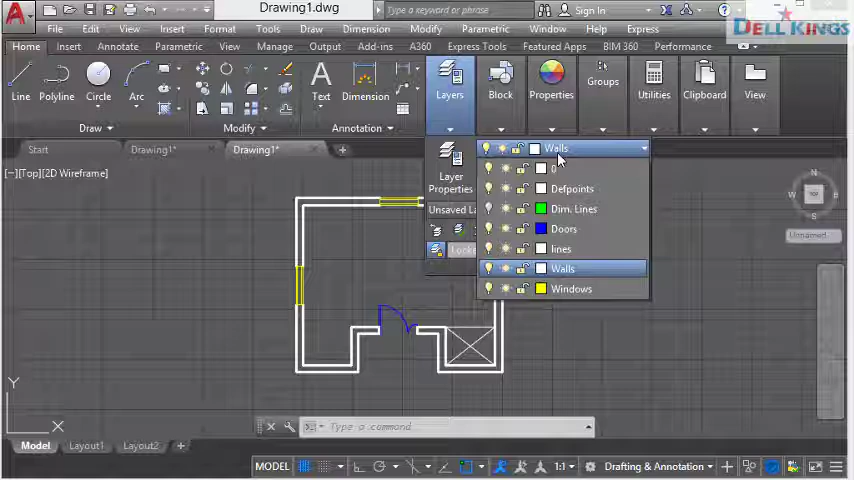 Drawing1.dwg
Type a keyword or phrase
Sign In
DELL KINGS
File Edit View Insert Format Tools Draw Dimension Modify Parametric Window Help Express
Home Insert Annotate Parametric View Manage Output Add-ins A360 Express Tools Featured Apps BIM 360 Performance
Line Polyline Circle Arc Text Dimension Layers Block Properties Groups Utilities Clipboard View
Draw Modify Annotation
Start Drawing1* Drawing1*
Layer
Properties
Unsaved La
Locke
Walls
0
Defpoints
Dim. Lines
Doors
lines
Walls
Windows
[–][Top][2D Wireframe]
N
W TOP E
S
Unnamed..
Y
X
Type a command
Model Layout1 Layout2 +
MODEL 1:1 Drafting & Annotation